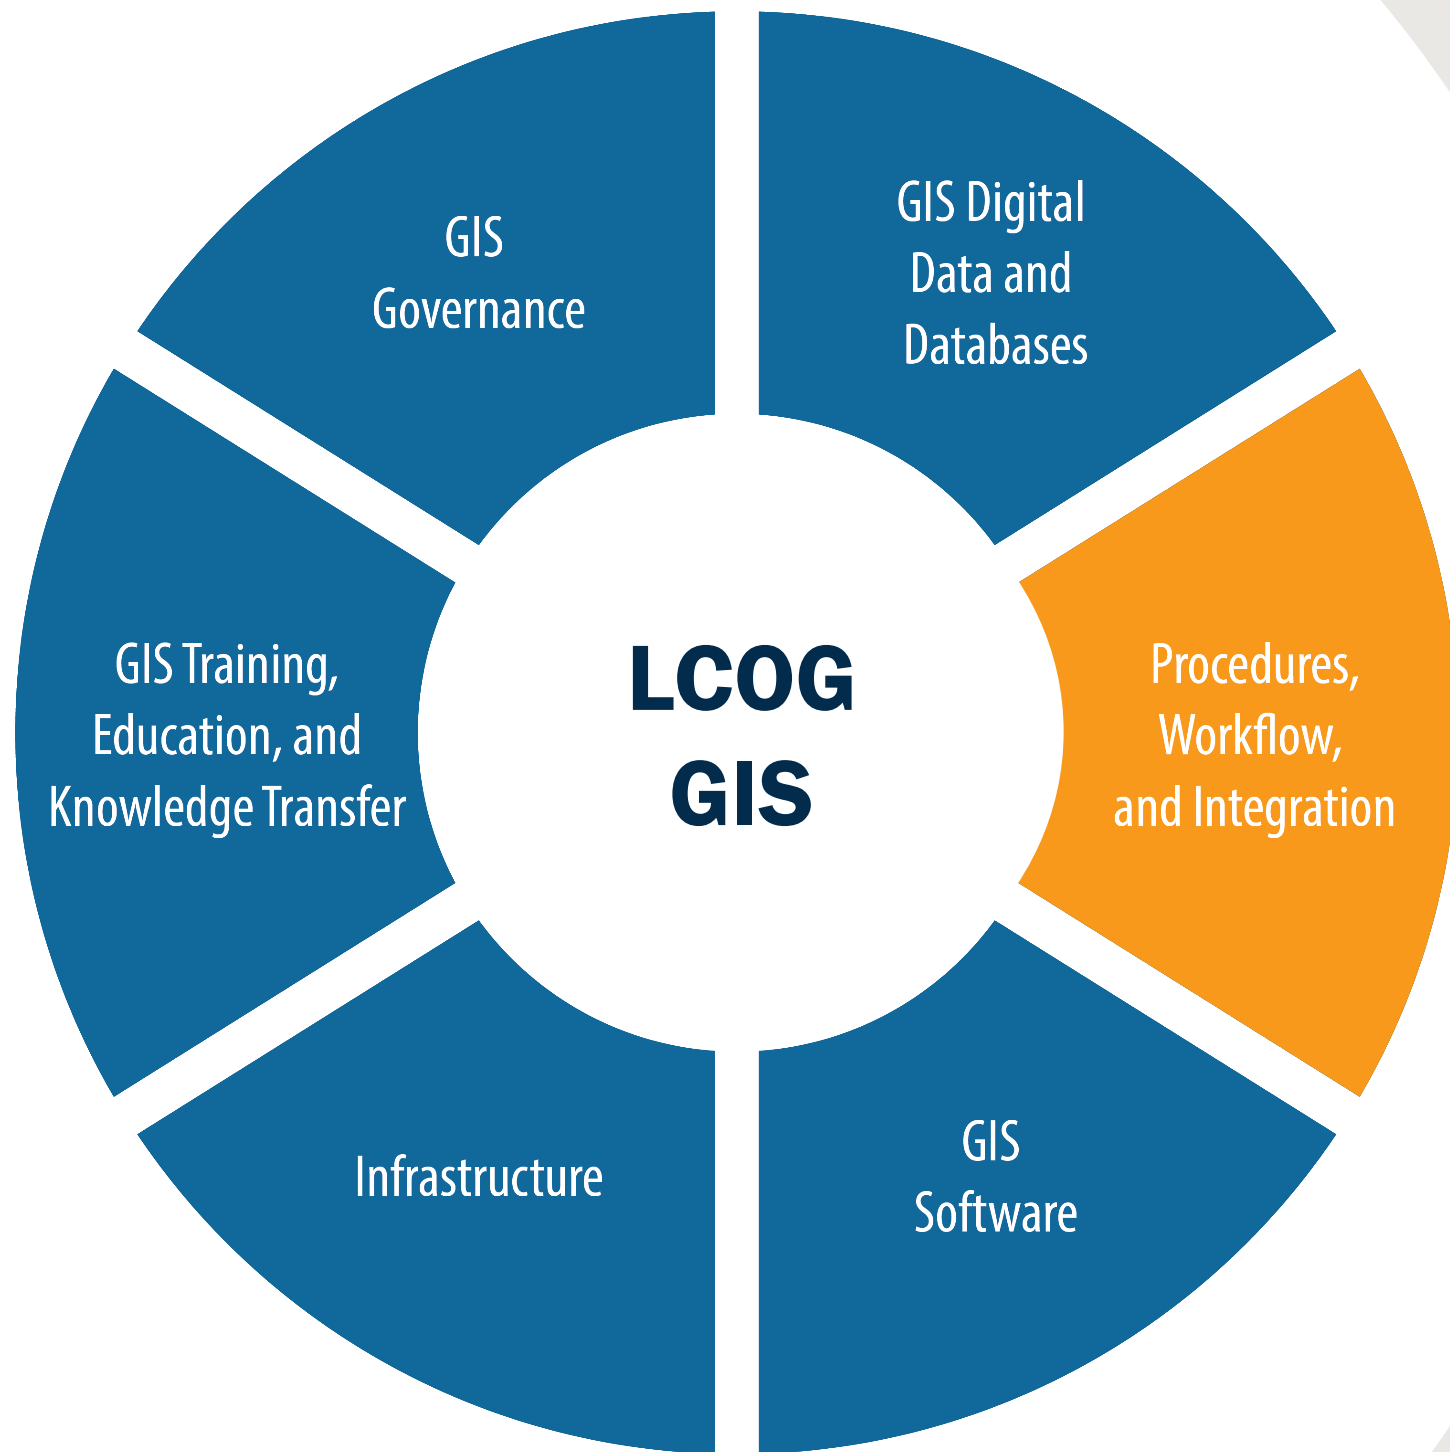 GIS
Governance
GIS Digital
Data and
Databases
GIS Training,
Education, and
Knowledge Transfer
LCOG
GIS
Procedures,
Workflow,
and Integration
Infrastructure
GIS
Software